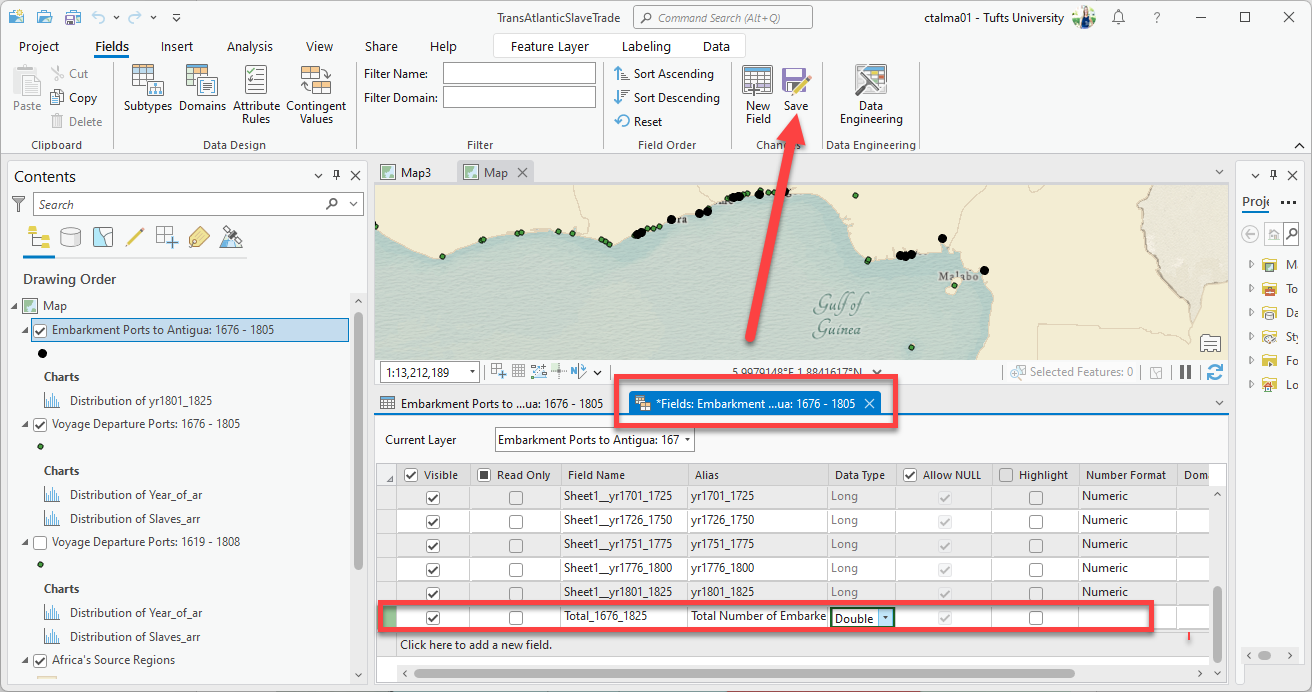 TransAtlanticSlaveTrade
Command Search (Alt+Q)
ctalma01 - Tufts University
?
Project Fields Insert Analysis View Share Help Feature Layer Labeling Data
Paste
Cut
Copy
Delete
Clipboard
Subtypes Domains Attribute Rules Contingent Values
Data Design
Filter Name:
Filter Domain:
Filter
Sort Ascending
Sort Descending
Reset
Field Order
New Field
Save
Data Engineering
Data Engineering
Contents
Search
Drawing Order
Map
Embarkment Ports to Antigua: 1676 - 1805
Charts
Distribution of yr1801_1825
Voyage Departure Ports: 1676 - 1805
Charts
Distribution of Year_of_ar
Distribution of Slaves_arr
Voyage Departure Ports: 1619 - 1808
Charts
Distribution of Year_of_ar
Distribution of Slaves_arr
Africa's Source Regions
Map3 Map
Malabo
Gulf of
Guinea
1:13,212,189
5.9979148°E 1.8841617°N
Selected Features: 0
Embarkment Ports to ...ua: 1676 - 1805
*Fields: Embarkment ...ua: 1676 - 1805
Current Layer Embarkment Ports to Antigua: 167
Visible Read Only Field Name Alias Data Type Allow NULL Highlight Number Format Dom
Sheet1__yr1701_1725 yr1701_1725 Long Numeric
Sheet1__yr1726_1750 yr1726_1750 Long Numeric
Sheet1__yr1751_1775 yr1751_1775 Long Numeric
Sheet1__yr1776_1800 yr1776_1800 Long Numeric
Sheet1__yr1801_1825 yr1801_1825 Long Numeric
Total_1676_1825 Total Number of Embarke Double
Click here to add a new field.
Proje
M
To
Da
Sty
Fo
Lo